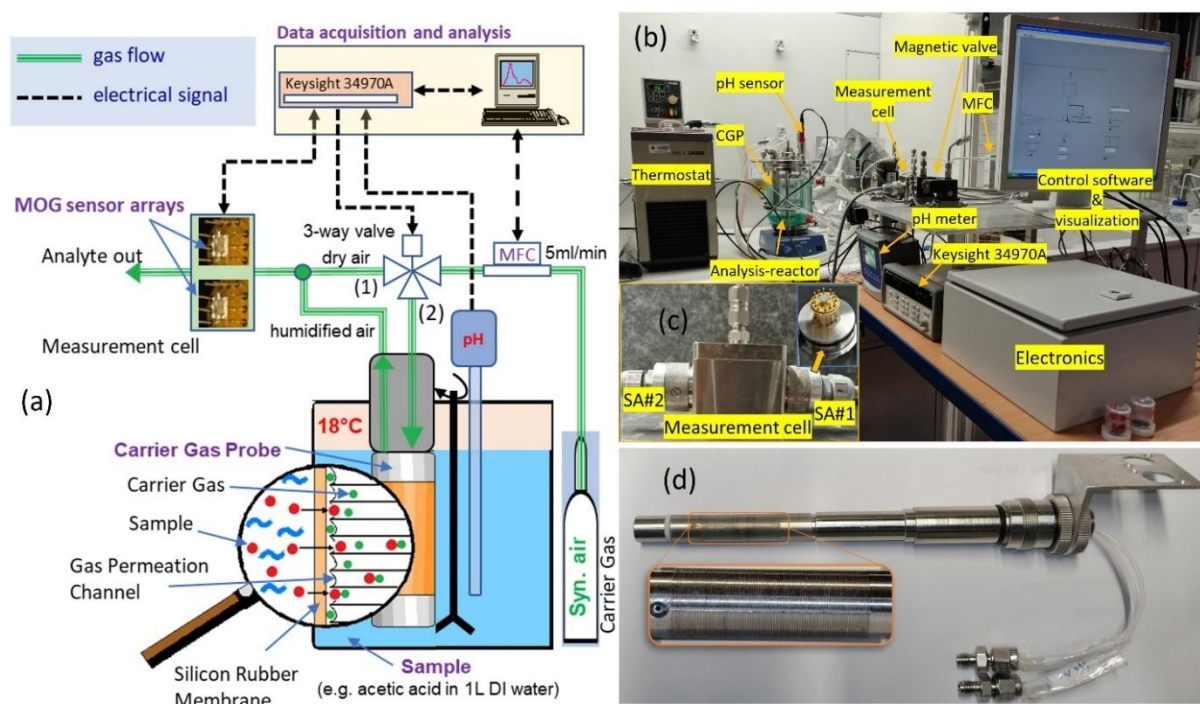 (a)
gas flow
electrical signal
Data acquisition and analysis
Keysight 34970A
MOG sensor arrays
Analyte out
Measurement cell
3-way valve
dry air
(1)
(2)
humidified air
MFC
5ml/min
pH
18°C
Carrier Gas Probe
Carrier Gas
Sample
Gas Permeation
Channel
Silicon Rubber
Membrane
Sample
(e.g. acetic acid in 1L DI water)
Syn. air
Carrier Gas
(b)
Magnetic valve
pH sensor
Measurement
cell
MFC
CGP
Thermostat
Control software
&
visualization
pH meter
Analysis-reactor
Keysight 34970A
Electronics
(c)
SA#2
SA#1
Measurement cell
(d)